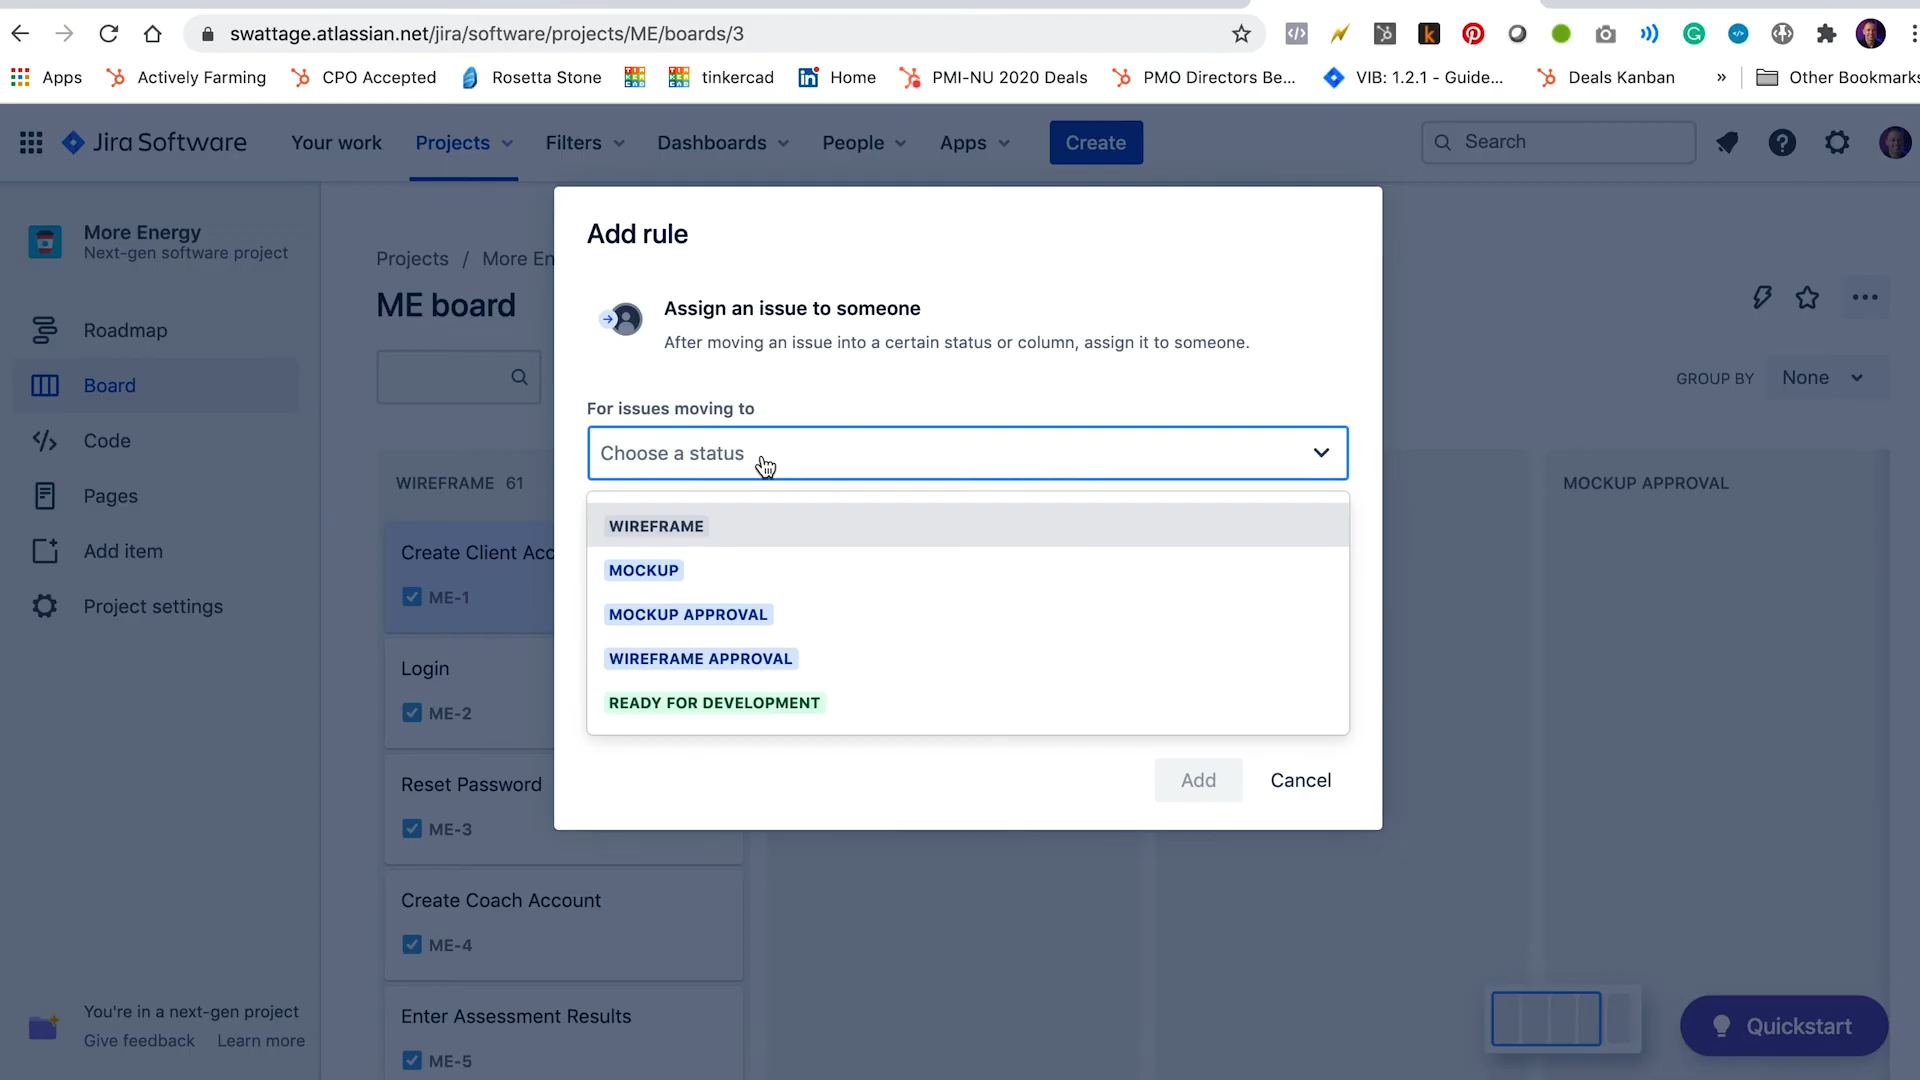 swattage.atlassian.net/jira/software/projects/ME/boards/3
Apps
Actively Farming
CPO Accepted
Rosetta Stone
tinkercad
Home
PMI-NU 2020 Deals
PMO Directors Be...
VIB: 1.2.1 - Guide...
Deals Kanban
»
Other Bookmarks
Jira Software
Your work
Projects
Filters
Dashboards
People
Apps
Create
Search
More Energy
Next-gen software project
Roadmap
Board
Code
Pages
Add item
Project settings
You're in a next-gen project
Give feedback
Learn more
Projects / More En
ME board
GROUP BY
None
WIREFRAME 61
MOCKUP APPROVAL
Create Client Acc
ME-1
Login
ME-2
Reset Password
ME-3
Create Coach Account
ME-4
Enter Assessment Results
ME-5
Add rule
Assign an issue to someone
After moving an issue into a certain status or column, assign it to someone.
For issues moving to
Choose a status
WIREFRAME
MOCKUP
MOCKUP APPROVAL
WIREFRAME APPROVAL
READY FOR DEVELOPMENT
Add
Cancel
Quickstart